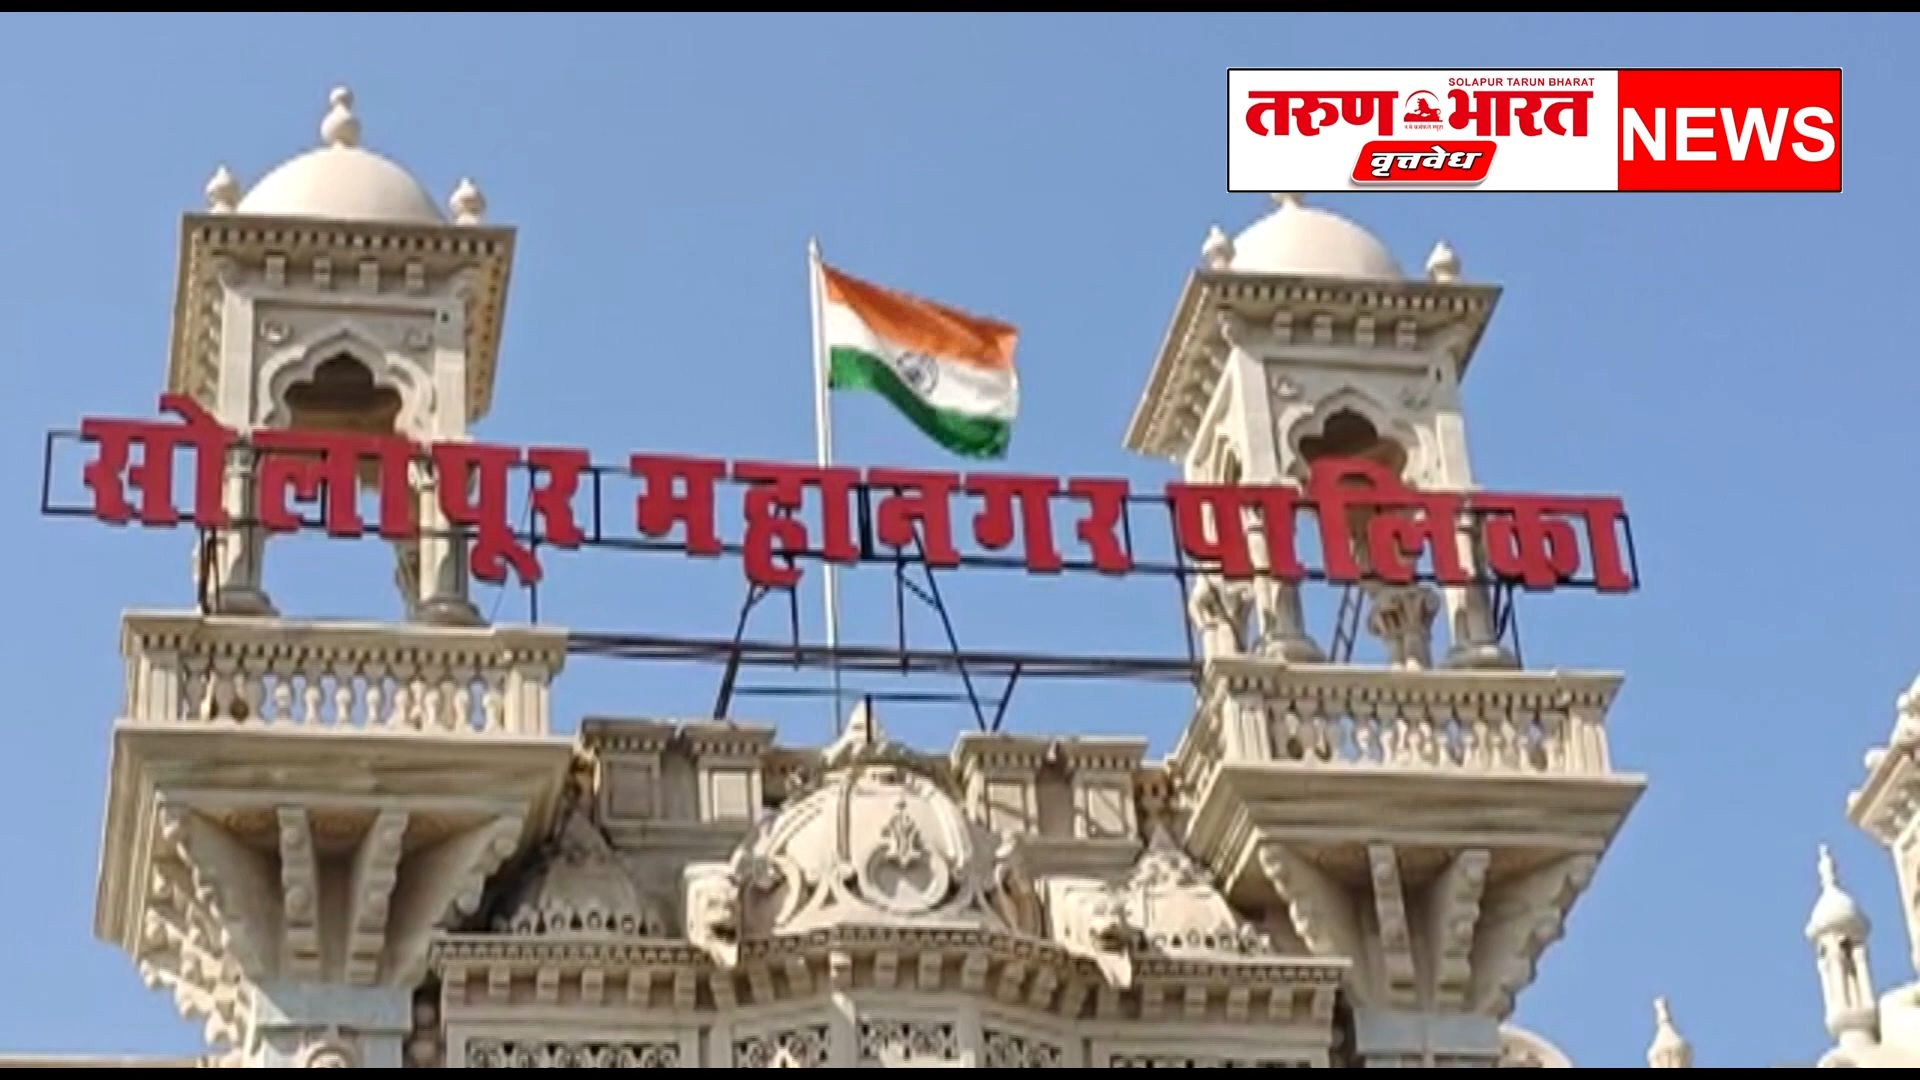 SOLAPUR TARUN BHARAT
तरुण भारत NEWS
वृत्तवेध
सोलापूर महानगर पालिका